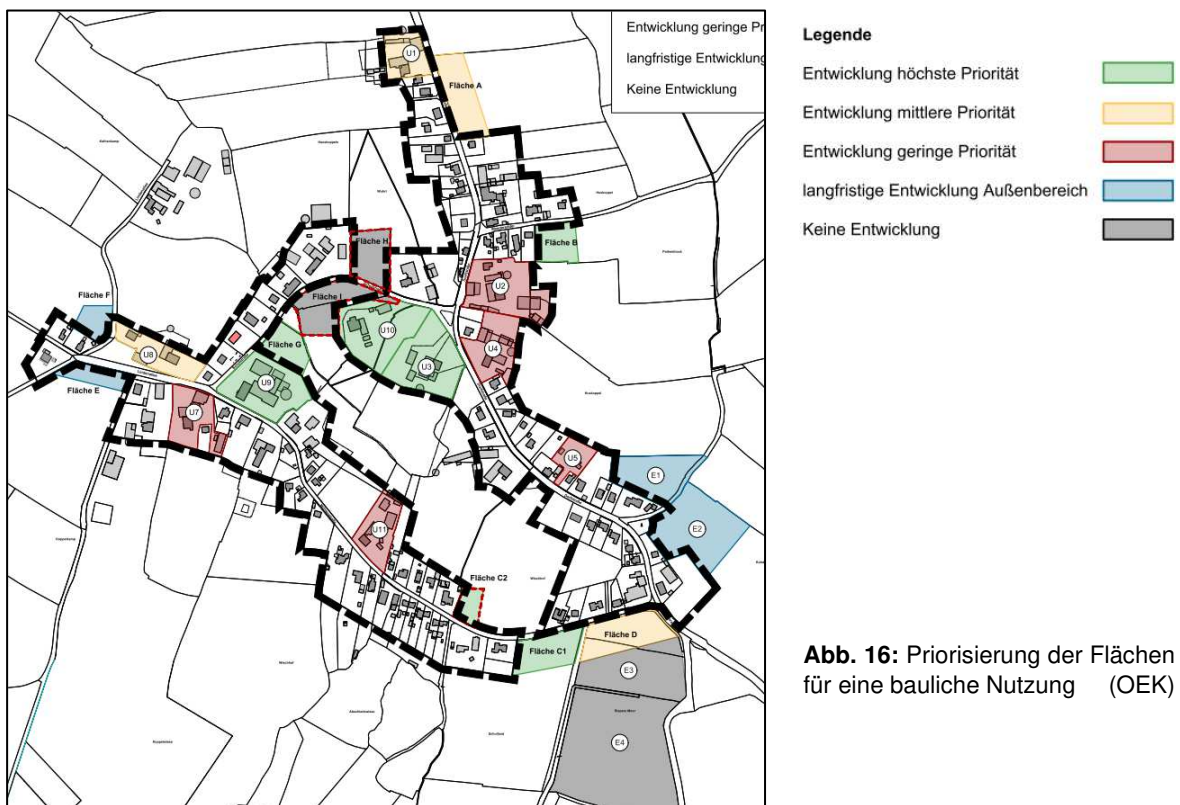 Entwicklung geringe Pr
langfristige Entwicklung
Keine Entwicklung
U1
Fläche A
Fläche B
Fläche H
U2
Fläche I
Fläche F
U10
U4
U8
Fläche G
U3
Fläche E
U9
U7
U5
E1
E2
U11
Fläche C2
Fläche D
Fläche C1
E3
E4
Legende
Entwicklung höchste Priorität
Entwicklung mittlere Priorität
Entwicklung geringe Priorität
langfristige Entwicklung Außenbereich
Keine Entwicklung
Abb. 16: Priorisierung der Flächen
für eine bauliche Nutzung (OEK)